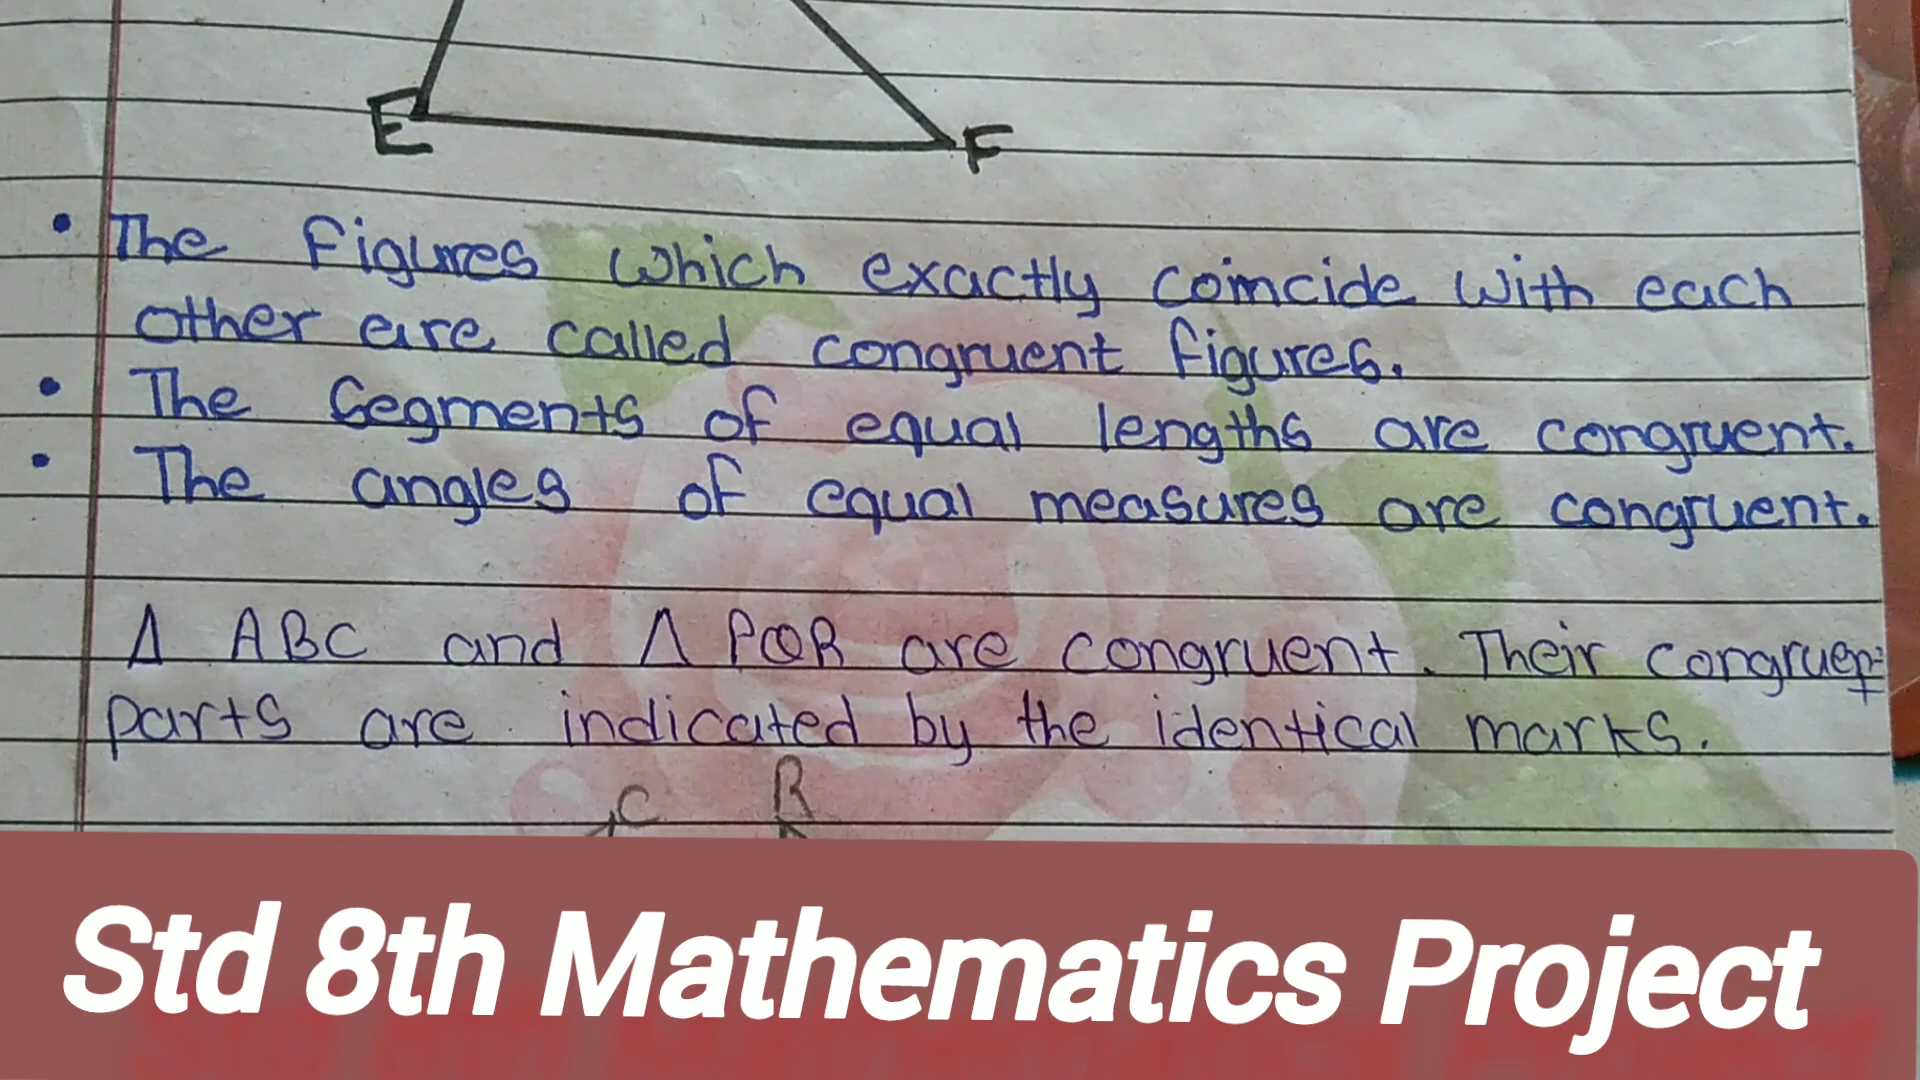 E
F
• The Figures which exactly coincide with each
other are called congruent figures.
• The Segments of equal lengths are congruent.
• The angles of equal measures are congruent.
Δ ABC and Δ PQR are congruent. Their congruent
parts are indicated by the identical marks.
C R
Std 8th Mathematics Project